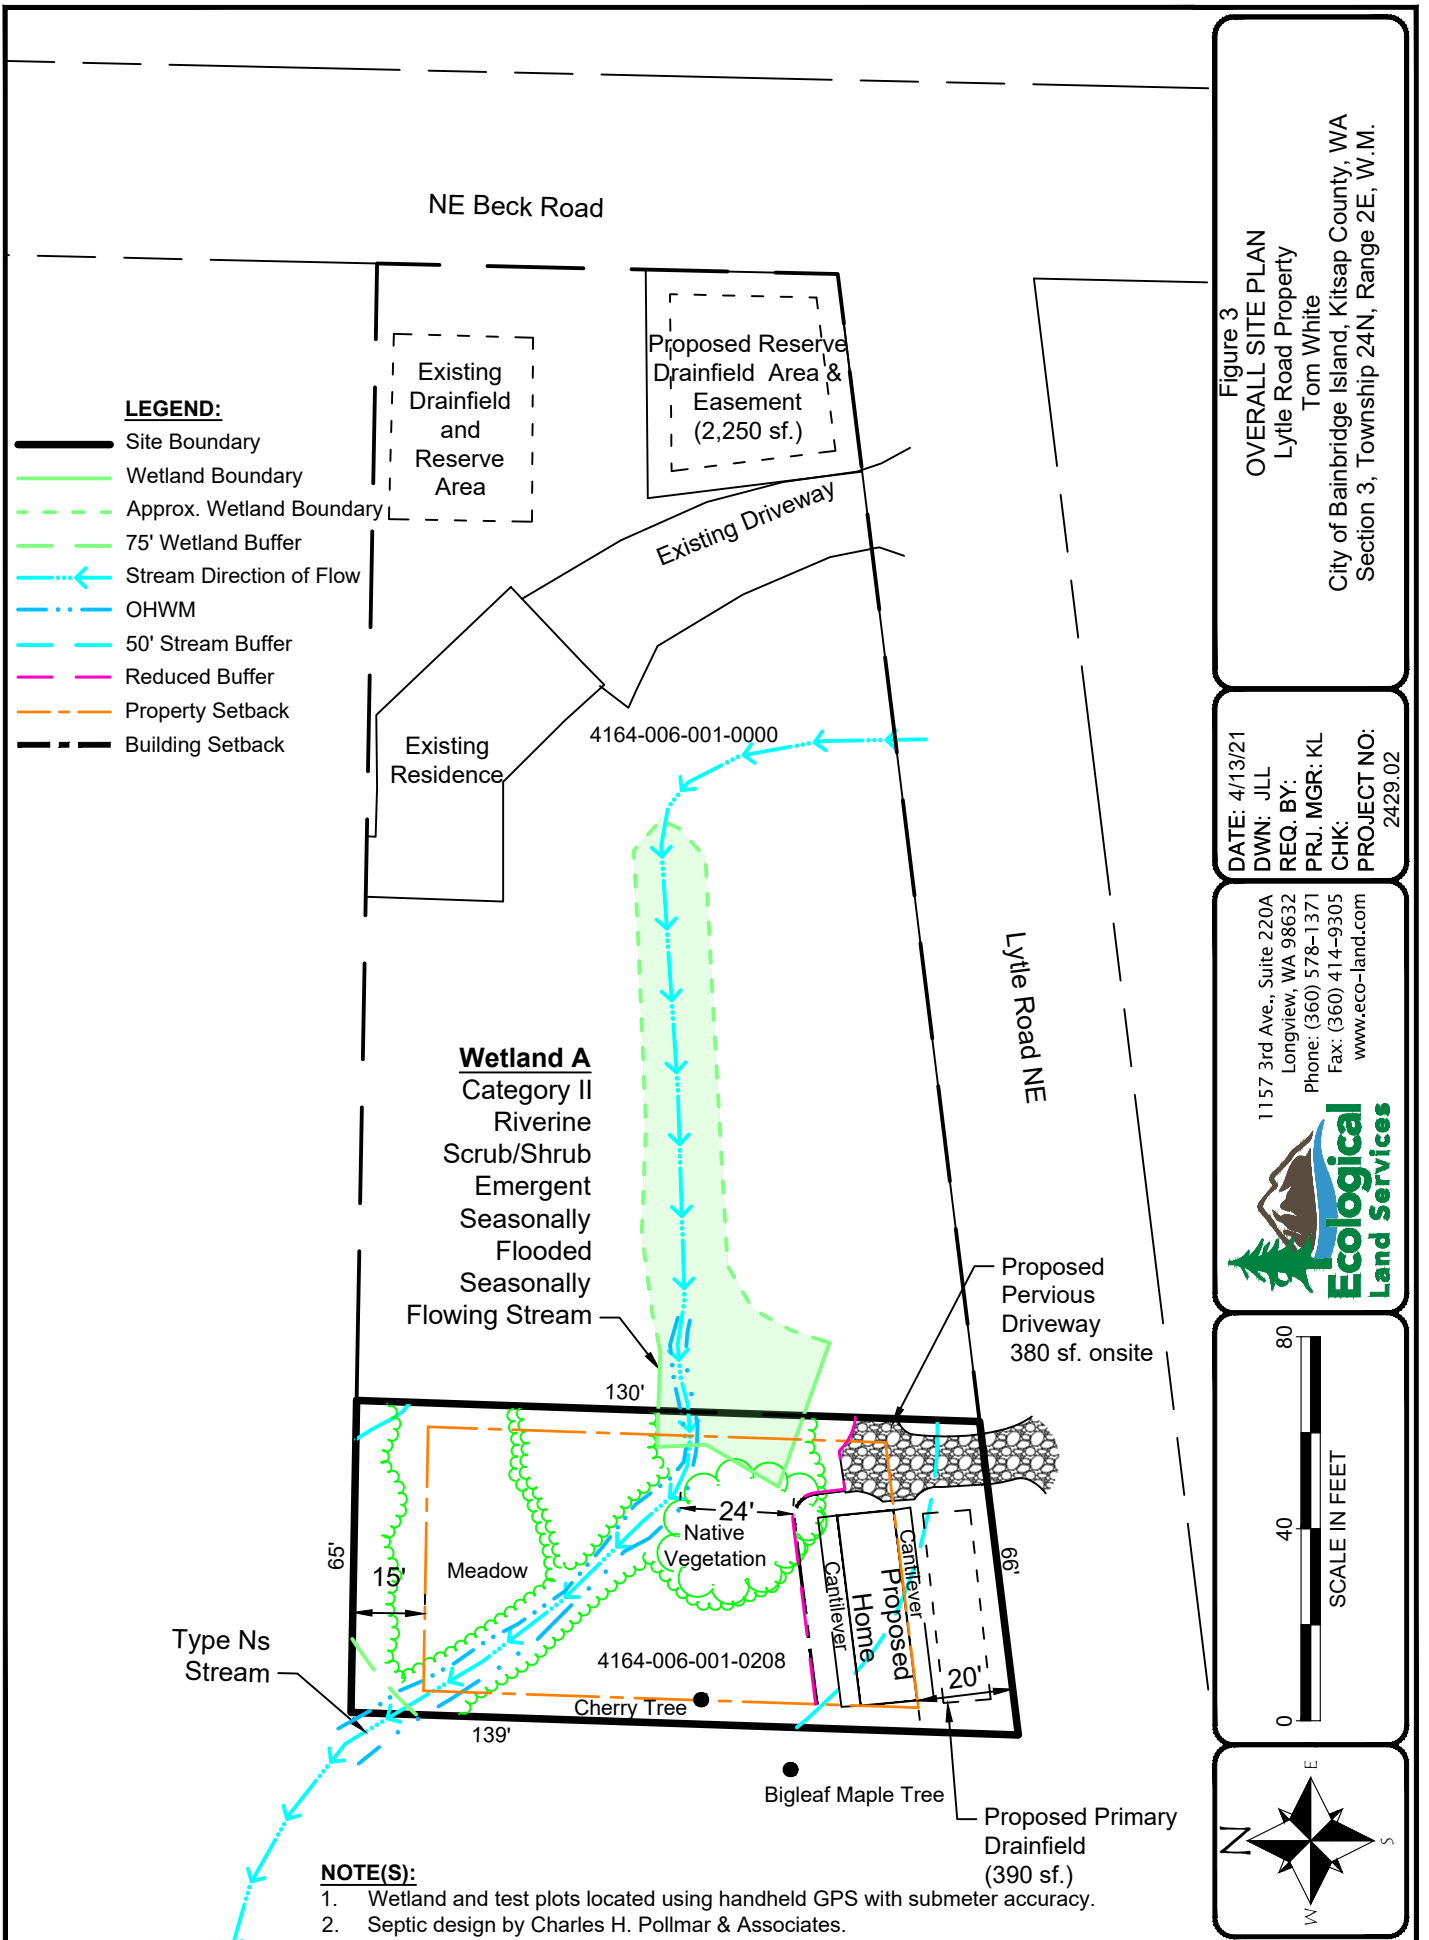 NE Beck Road
Existing
Drainfield
and
Reserve
Area
Proposed Reserve
Drainfield Area &
Easement
(2,250 sf.)
LEGEND:
Site Boundary
Wetland Boundary
Approx. Wetland Boundary
75' Wetland Buffer
Stream Direction of Flow
OHWM
50' Stream Buffer
Reduced Buffer
Property Setback
Building Setback
Existing Driveway
Existing
Residence
4164-006-001-0000
Lytle Road NE
Wetland A
Category II
Riverine
Scrub/Shrub
Emergent
Seasonally
Flooded
Seasonally
Flowing Stream
Proposed
Pervious
Driveway
380 sf. onsite
130'
65'
15'
Meadow
24'
Native
Vegetation
Cantilever
Proposed
Home
Cantilever
66'
20'
Type Ns
Stream
4164-006-001-0208
Cherry Tree
139'
Bigleaf Maple Tree
Proposed Primary
Drainfield
(390 sf.)
NOTE(S):
1. Wetland and test plots located using handheld GPS with submeter accuracy.
2. Septic design by Charles H. Pollmar & Associates.
Figure 3
OVERALL SITE PLAN
Lytle Road Property
Tom White
City of Bainbridge Island, Kitsap County, WA
Section 3, Township 24N, Range 2E, W.M.
DATE: 4/13/21
DWN: JLL
REQ. BY:
PRJ. MGR: KL
CHK:
PROJECT NO:
2429.02
1157 3rd Ave., Suite 220A
Longview, WA 98632
Phone: (360) 578-1371
Fax: (360) 414-9305
www.eco-land.com
Ecological
Land Services
0 40 80
SCALE IN FEET
N
E
S
W